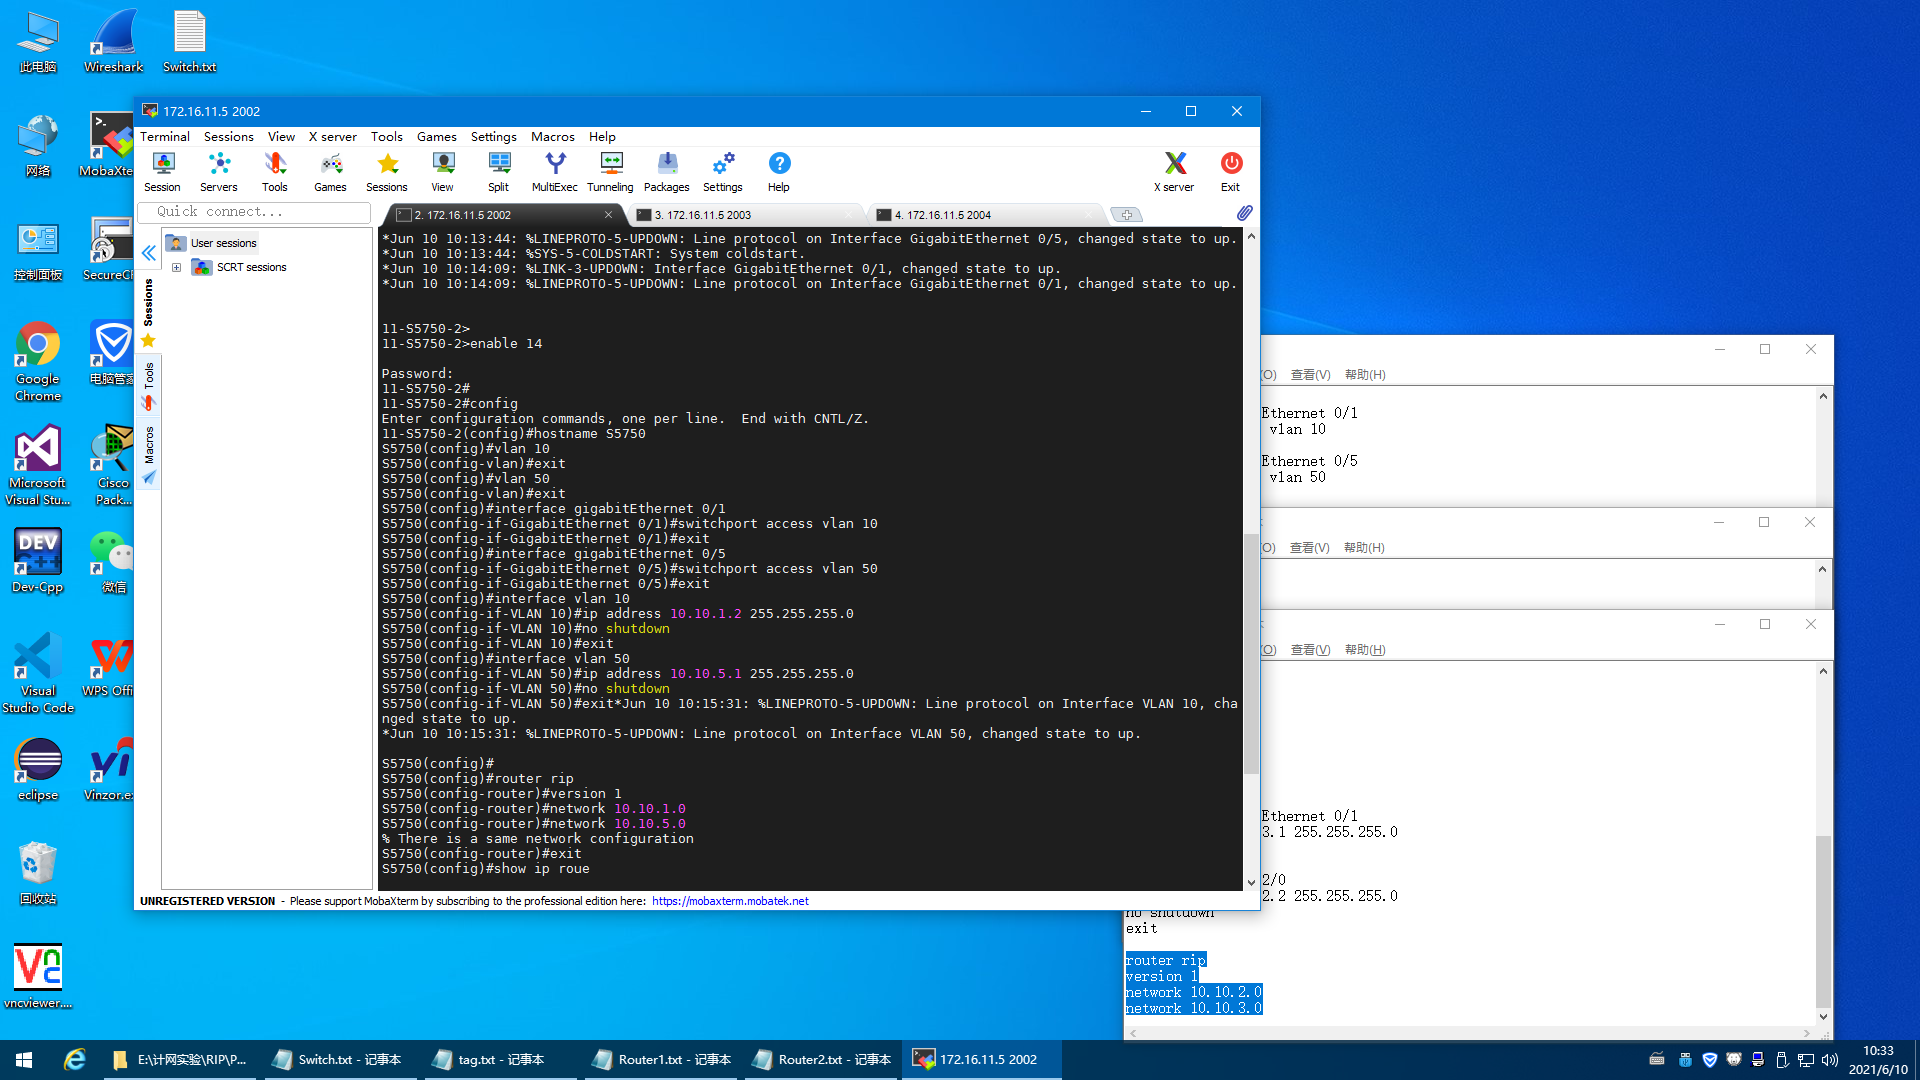 此电脑
Wireshark
Switch.txt
网络
MobaXte
控制面板
SecureC
Google
Chrome
电脑管家
Microsoft
Visual Stu...
Cisco
Pack...
Dev-Cpp
微信
Visual
Studio Code
WPS Offi
eclipse
Vinzor.ex
回收站
vncviewer....
172.16.11.5 2002
Terminal Sessions View X server Tools Games Settings Macros Help
Session Servers Tools Games Sessions View Split MultiExec Tunneling Packages Settings Help X server Exit
Quick connect...
2. 172.16.11.5 2002
3. 172.16.11.5 2003
4. 172.16.11.5 2004
User sessions
SCRT sessions
Sessions
Tools
Macros
*Jun 10 10:13:44: %LINEPROTO-5-UPDOWN: Line protocol on Interface GigabitEthernet 0/5, changed state to up.
*Jun 10 10:13:44: %SYS-5-COLDSTART: System coldstart.
*Jun 10 10:14:09: %LINK-3-UPDOWN: Interface GigabitEthernet 0/1, changed state to up.
*Jun 10 10:14:09: %LINEPROTO-5-UPDOWN: Line protocol on Interface GigabitEthernet 0/1, changed state to up.
11-S5750-2>
11-S5750-2>enable 14
Password:
11-S5750-2#
11-S5750-2#config
Enter configuration commands, one per line.  End with CNTL/Z.
11-S5750-2(config)#hostname S5750
S5750(config)#vlan 10
S5750(config-vlan)#exit
S5750(config)#vlan 50
S5750(config-vlan)#exit
S5750(config)#interface gigabitEthernet 0/1
S5750(config-if-GigabitEthernet 0/1)#switchport access vlan 10
S5750(config-if-GigabitEthernet 0/1)#exit
S5750(config)#interface gigabitEthernet 0/5
S5750(config-if-GigabitEthernet 0/5)#switchport access vlan 50
S5750(config-if-GigabitEthernet 0/5)#exit
S5750(config)#interface vlan 10
S5750(config-if-VLAN 10)#ip address 10.10.1.2 255.255.255.0
S5750(config-if-VLAN 10)#no shutdown
S5750(config-if-VLAN 10)#exit
S5750(config)#interface vlan 50
S5750(config-if-VLAN 50)#ip address 10.10.5.1 255.255.255.0
S5750(config-if-VLAN 50)#no shutdown
S5750(config-if-VLAN 50)#exit*Jun 10 10:15:31: %LINEPROTO-5-UPDOWN: Line protocol on Interface VLAN 10, cha
nged state to up.
*Jun 10 10:15:31: %LINEPROTO-5-UPDOWN: Line protocol on Interface VLAN 50, changed state to up.
S5750(config)#
S5750(config)#router rip
S5750(config-router)#version 1
S5750(config-router)#network 10.10.1.0
S5750(config-router)#network 10.10.5.0
% There is a same network configuration
S5750(config-router)#exit
S5750(config)#show ip roue
UNREGISTERED VERSION - Please support MobaXterm by subscribing to the professional edition here: https://mobaxterm.mobatek.net
(O) 查看(V) 帮助(H)
Ethernet 0/1
vlan 10
Ethernet 0/5
vlan 50
(O) 查看(V) 帮助(H)
(O) 查看(V) 帮助(H)
Ethernet 0/1
3.1 255.255.255.0
2/0
2.2 255.255.255.0
no shutdown
exit
router rip
version 1
network 10.10.2.0
network 10.10.3.0
E:\计网实验\RIP\P...
Switch.txt - 记事本
tag.txt - 记事本
Router1.txt - 记事本
Router2.txt - 记事本
172.16.11.5 2002
10:33
2021/6/10